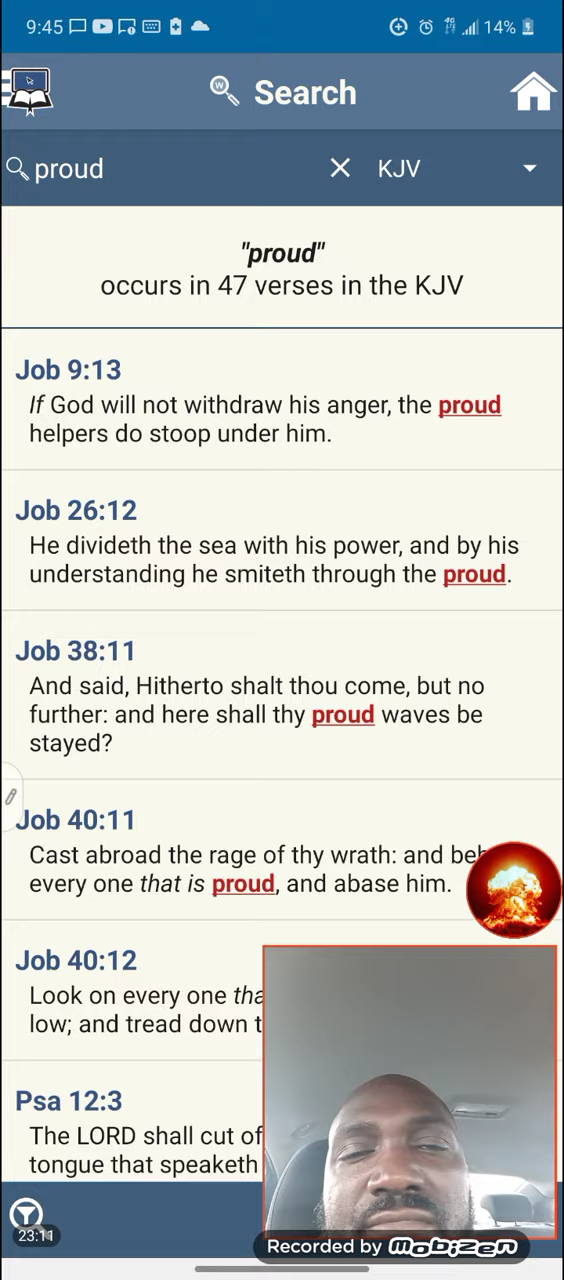 9:45 14%
W Search
proud KJV
"proud"
occurs in 47 verses in the KJV
Job 9:13
If God will not withdraw his anger, the proud
helpers do stoop under him.
Job 26:12
He divideth the sea with his power, and by his
understanding he smiteth through the proud.
Job 38:11
And said, Hitherto shalt thou come, but no
further: and here shall thy proud waves be
stayed?
Job 40:11
Cast abroad the rage of thy wrath: and
every one that is proud, and abase him.
Job 40:12
Look on every one
low; and tread down
Psa 12:3
The LORD shall cut of
tongue that speaketh
23:11
Recorded by Mobizen